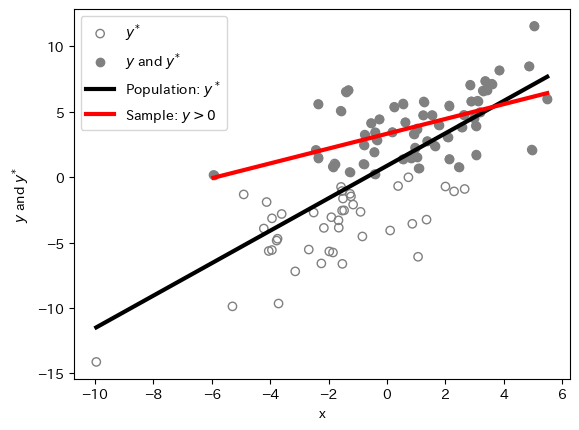 y*
y and y*
Population: y*
Sample: y > 0
y and y*
10
5
0
−5
−10
−15
−10 −8 −6 −4 −2 0 2 4 6
x